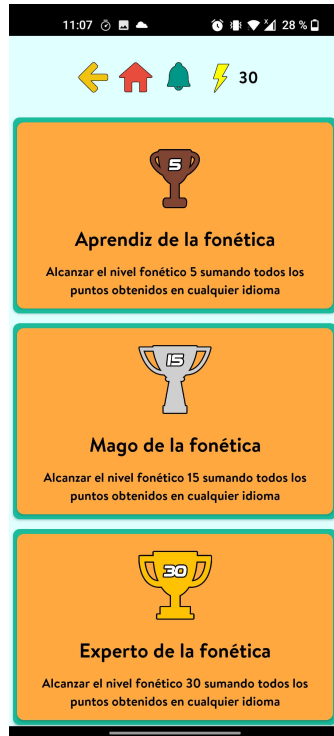 11:07 28 %
30
5
Aprendiz de la fonética
Alcanzar el nivel fonético 5 sumando todos los
puntos obtenidos en cualquier idioma
15
Mago de la fonética
Alcanzar el nivel fonético 15 sumando todos los
puntos obtenidos en cualquier idioma
30
Experto de la fonética
Alcanzar el nivel fonético 30 sumando todos los
puntos obtenidos en cualquier idioma